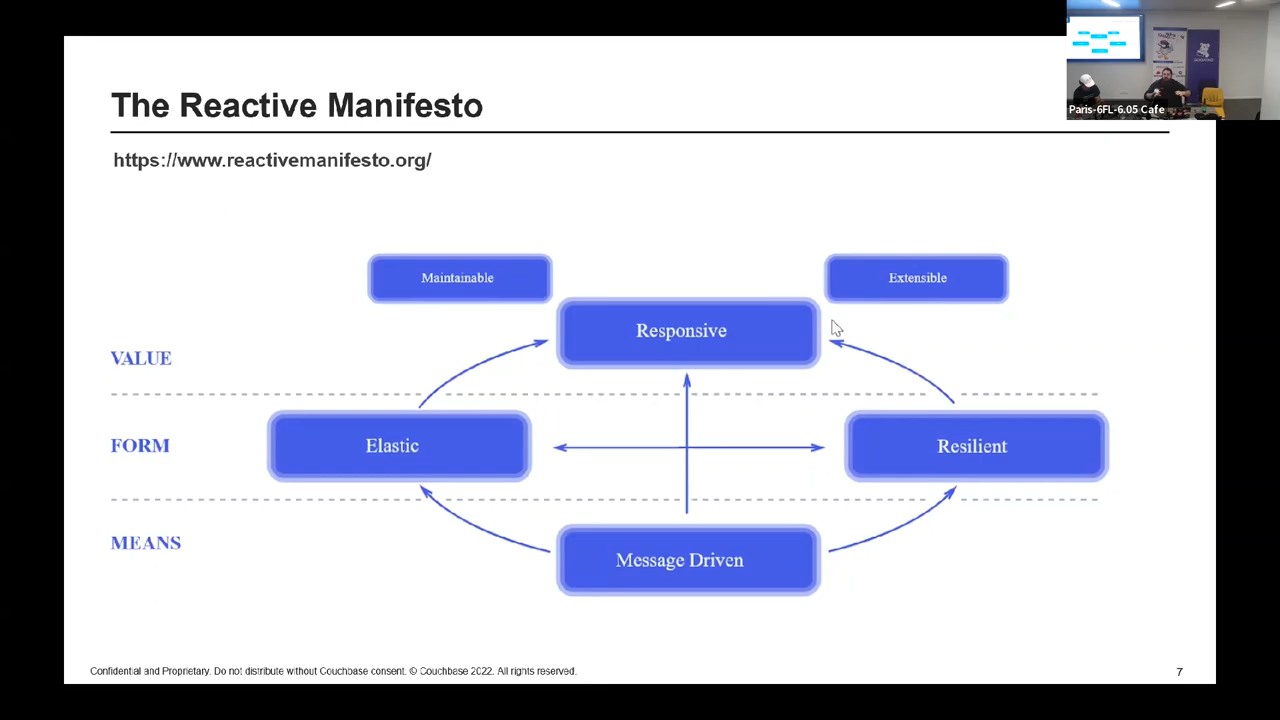 The Reactive Manifesto
https://www.reactivemanifesto.org/
Paris-6FL-6.05 Cafe
Maintainable
Extensible
Responsive
VALUE
FORM
Elastic
Resilient
MEANS
Message Driven
Confidential and Proprietary. Do not distribute without Couchbase consent. © Couchbase 2022. All rights reserved.
7